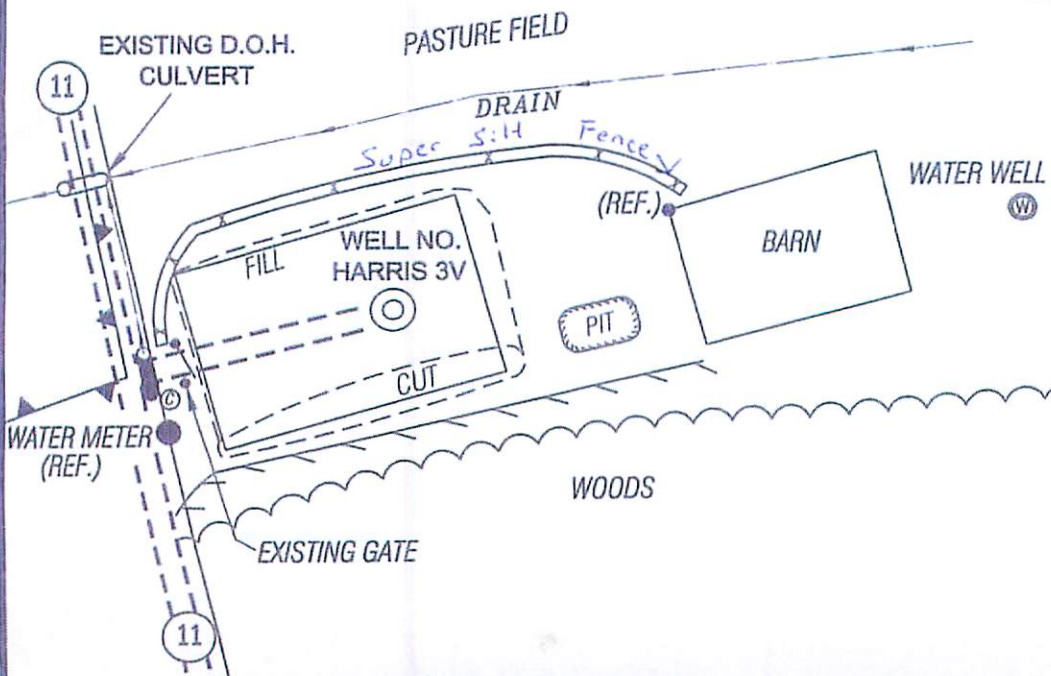 EXISTING D.O.H.
CULVERT
PASTURE FIELD
11
DRAIN
Super Silt Fence
(REF.)
WATER WELL
W
BARN
WELL NO.
HARRIS 3V
FILL
PIT
CUT
C
WATER METER
(REF.)
WOODS
EXISTING GATE
11